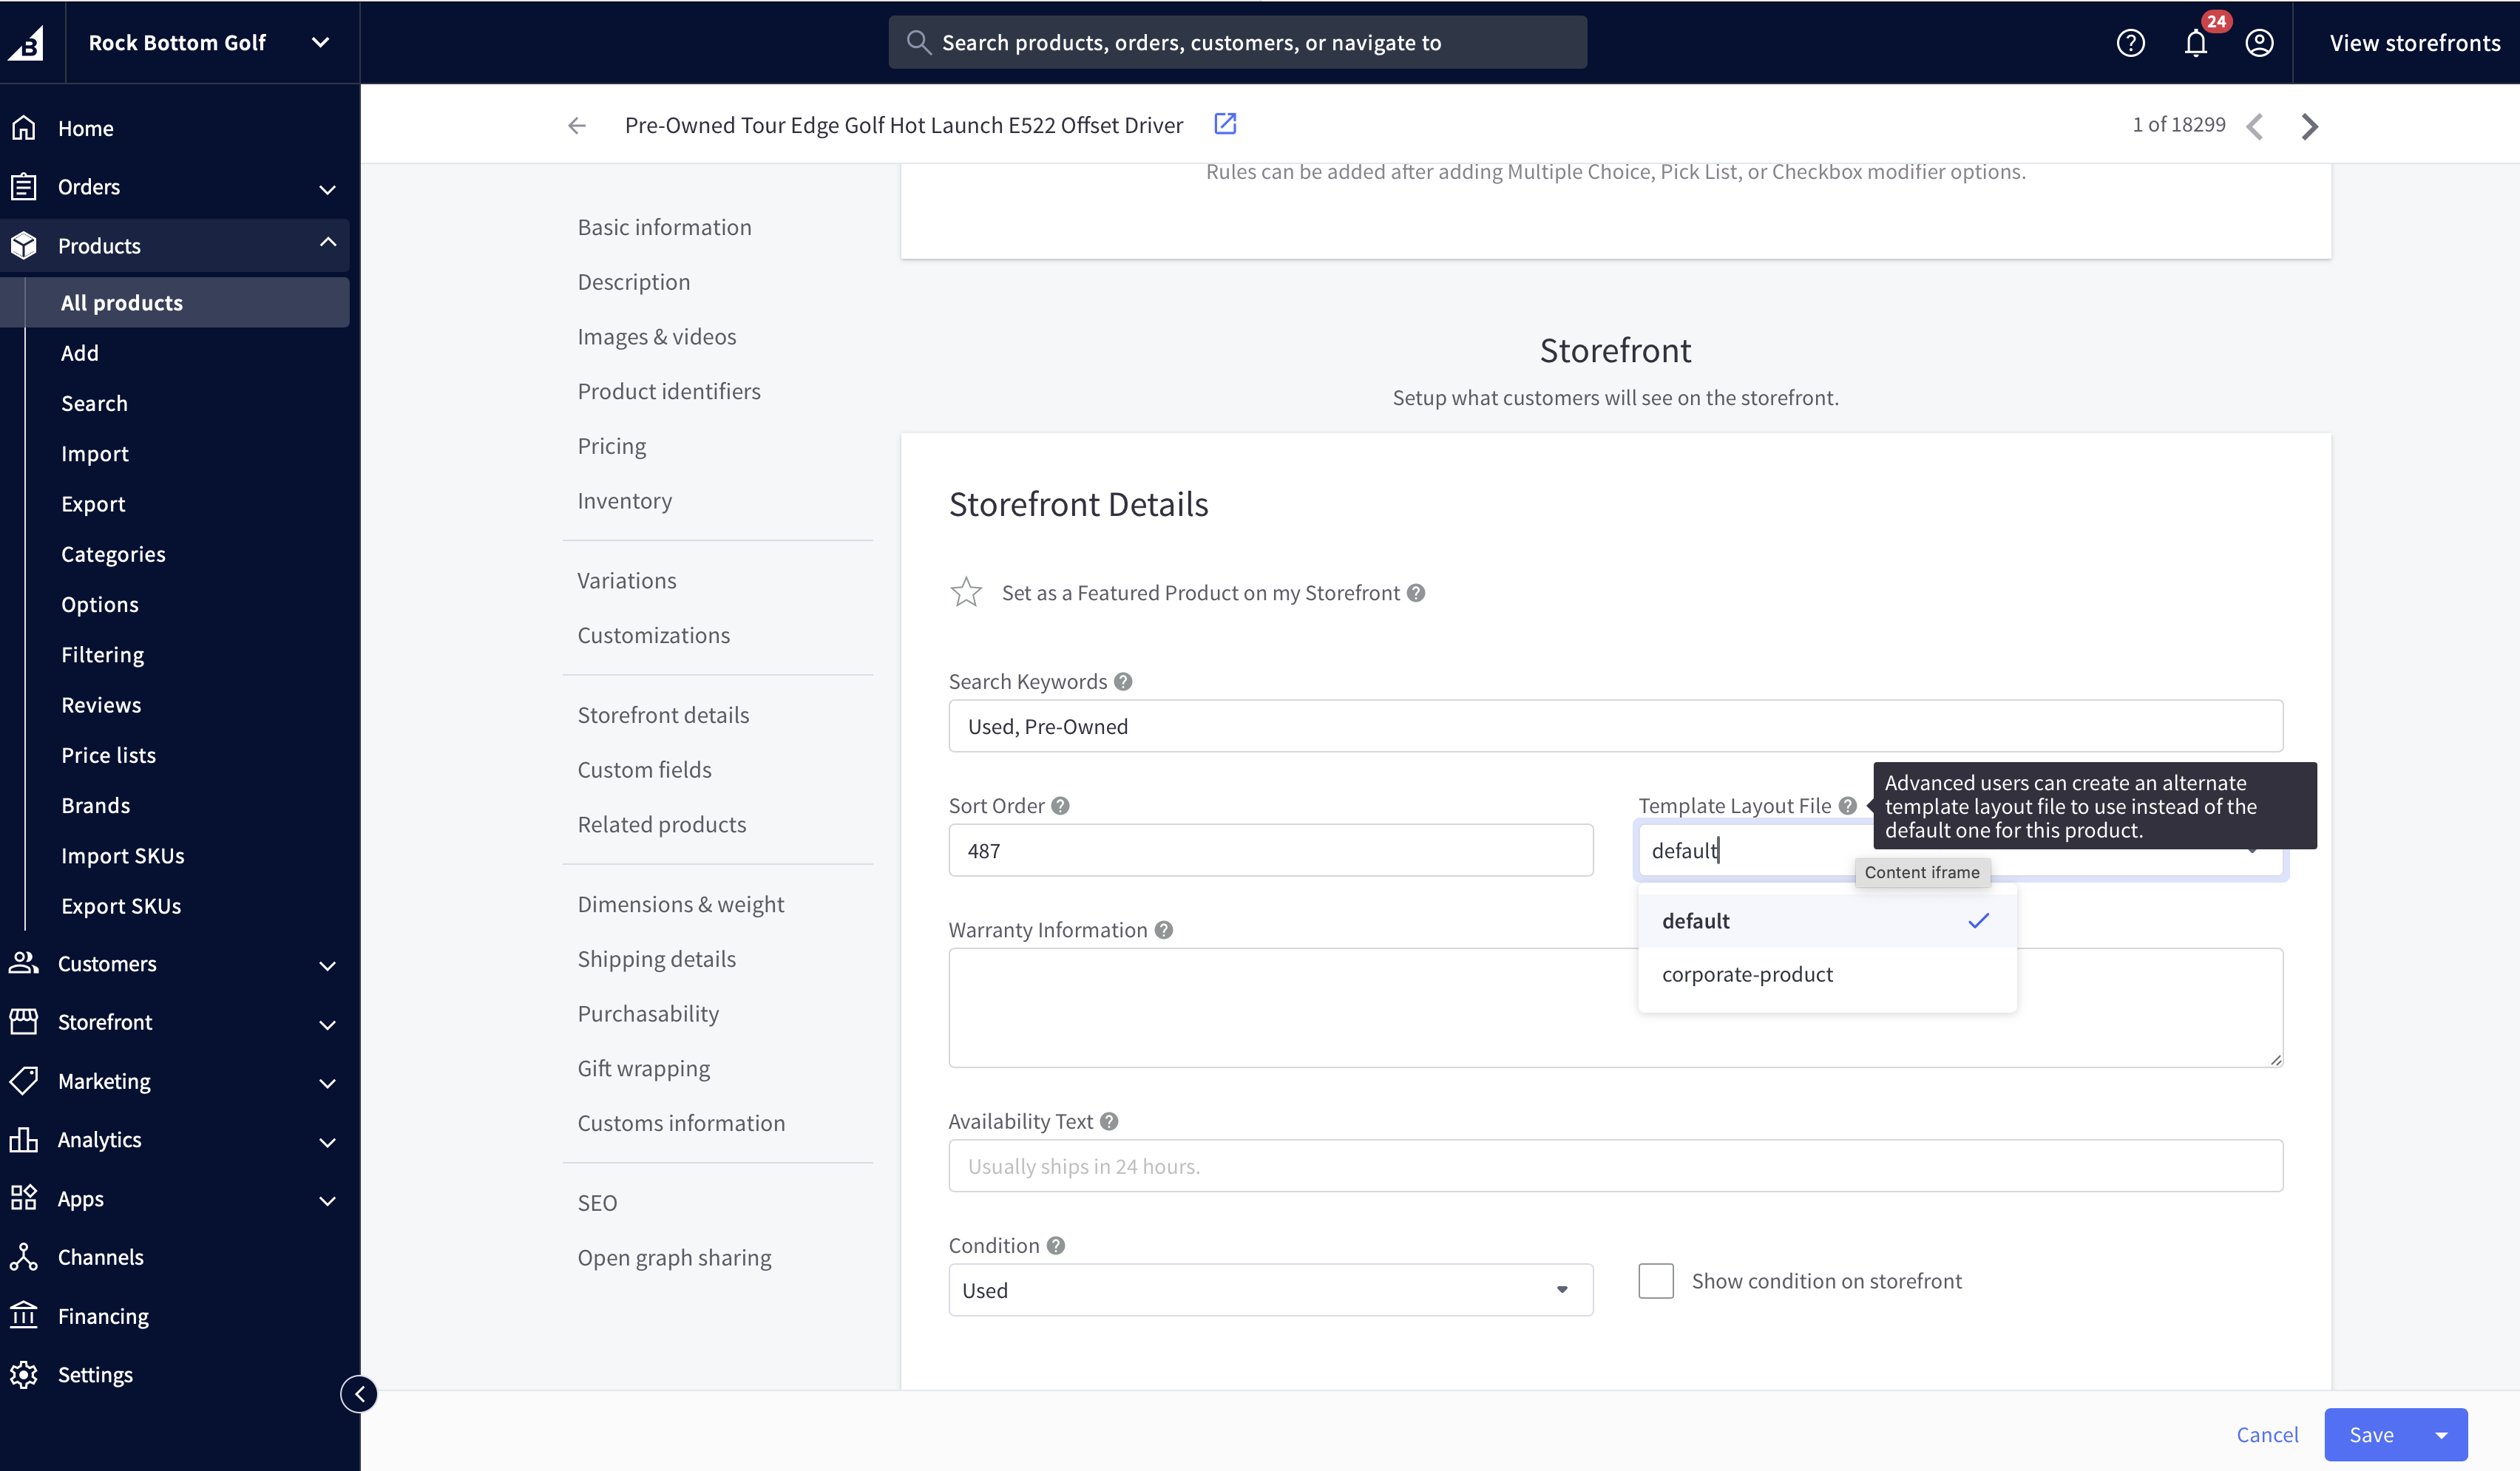 B
Rock Bottom Golf
Search products, orders, customers, or navigate to
24
View storefronts
Home
Orders
Products
All products
Add
Search
Import
Export
Categories
Options
Filtering
Reviews
Price lists
Brands
Import SKUs
Export SKUs
Customers
Storefront
Marketing
Analytics
Apps
Channels
Financing
Settings
Pre-Owned Tour Edge Golf Hot Launch E522 Offset Driver
1 of 18299
Basic information
Description
Images & videos
Product identifiers
Pricing
Inventory
Variations
Customizations
Storefront details
Custom fields
Related products
Dimensions & weight
Shipping details
Purchasability
Gift wrapping
Customs information
SEO
Open graph sharing
Rules can be added after adding Multiple Choice, Pick List, or Checkbox modifier options.
Storefront
Setup what customers will see on the storefront.
Storefront Details
Set as a Featured Product on my Storefront ?
Search Keywords ?
Used, Pre-Owned
Sort Order ?
487
Template Layout File ?
Advanced users can create an alternate
template layout file to use instead of the
default one for this product.
default
Content iframe
default
corporate-product
Warranty Information ?
Availability Text ?
Usually ships in 24 hours.
Condition ?
Used
Show condition on storefront
Cancel
Save